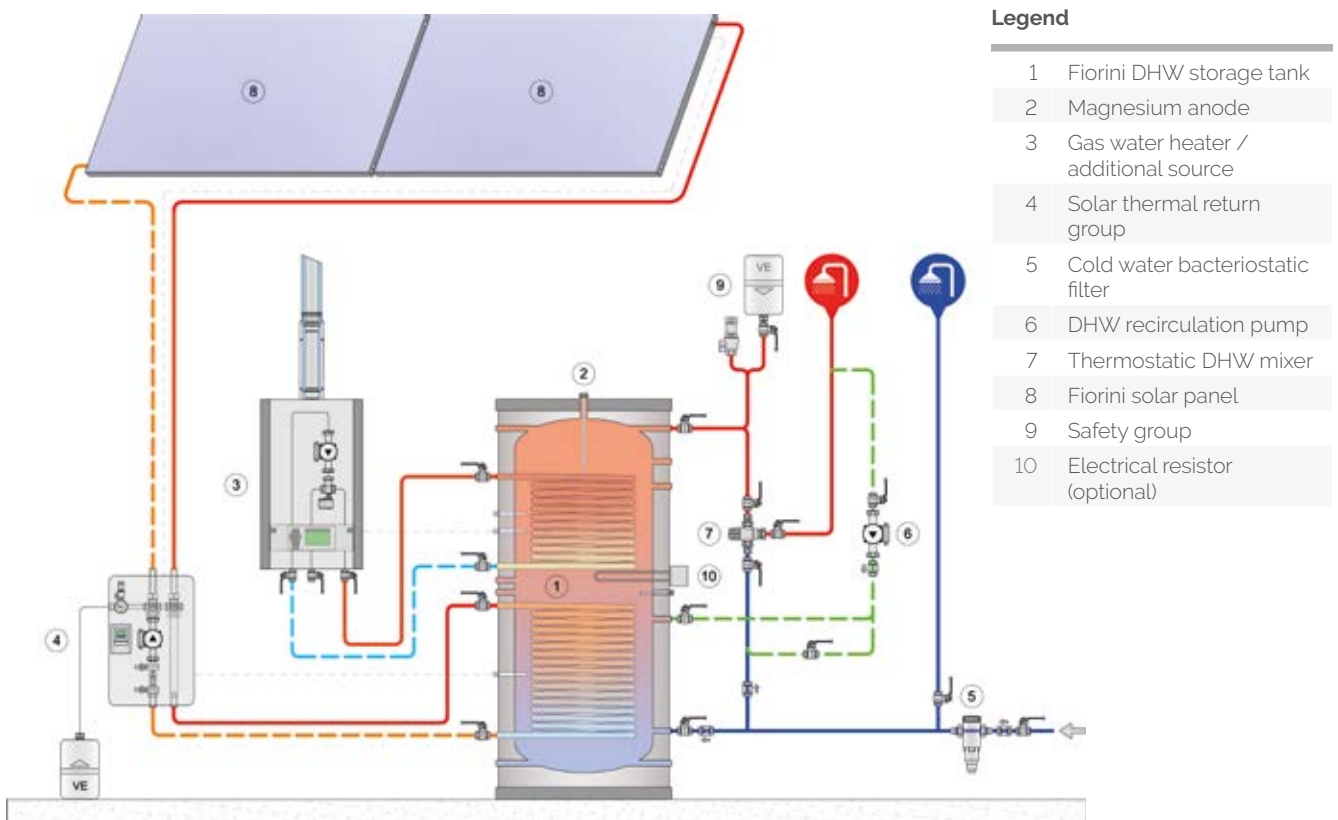 Legend
1 Fiorini DHW storage tank
2 Magnesium anode
3 Gas water heater /
additional source
4 Solar thermal return
group
5 Cold water bacteriostatic
filter
6 DHW recirculation pump
7 Thermostatic DHW mixer
8 Fiorini solar panel
9 Safety group
10 Electrical resistor
(optional)
8
8
9
VE
2
3
7
6
10
1
4
5
VE